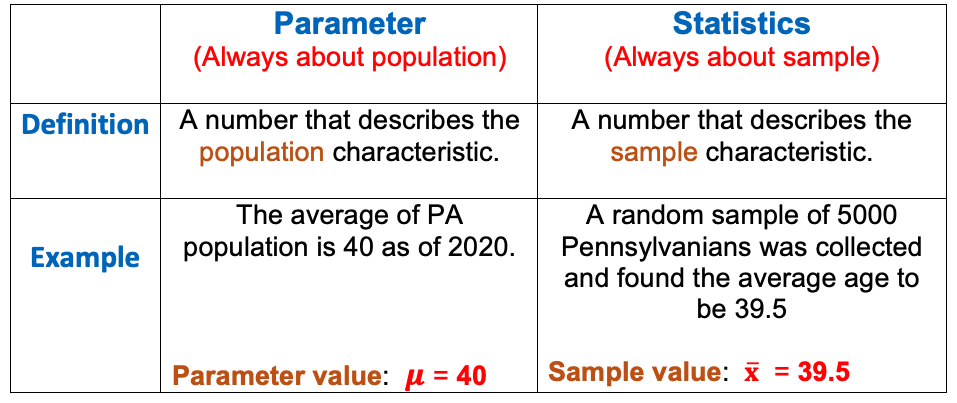 Parameter
(Always about population)
Statistics
(Always about sample)
Definition
A number that describes the
population characteristic.
A number that describes the
sample characteristic.
Example
The average of PA
population is 40 as of 2020.
Parameter value: μ = 40
A random sample of 5000
Pennsylvanians was collected
and found the average age to
be 39.5
Sample value: x̄ = 39.5